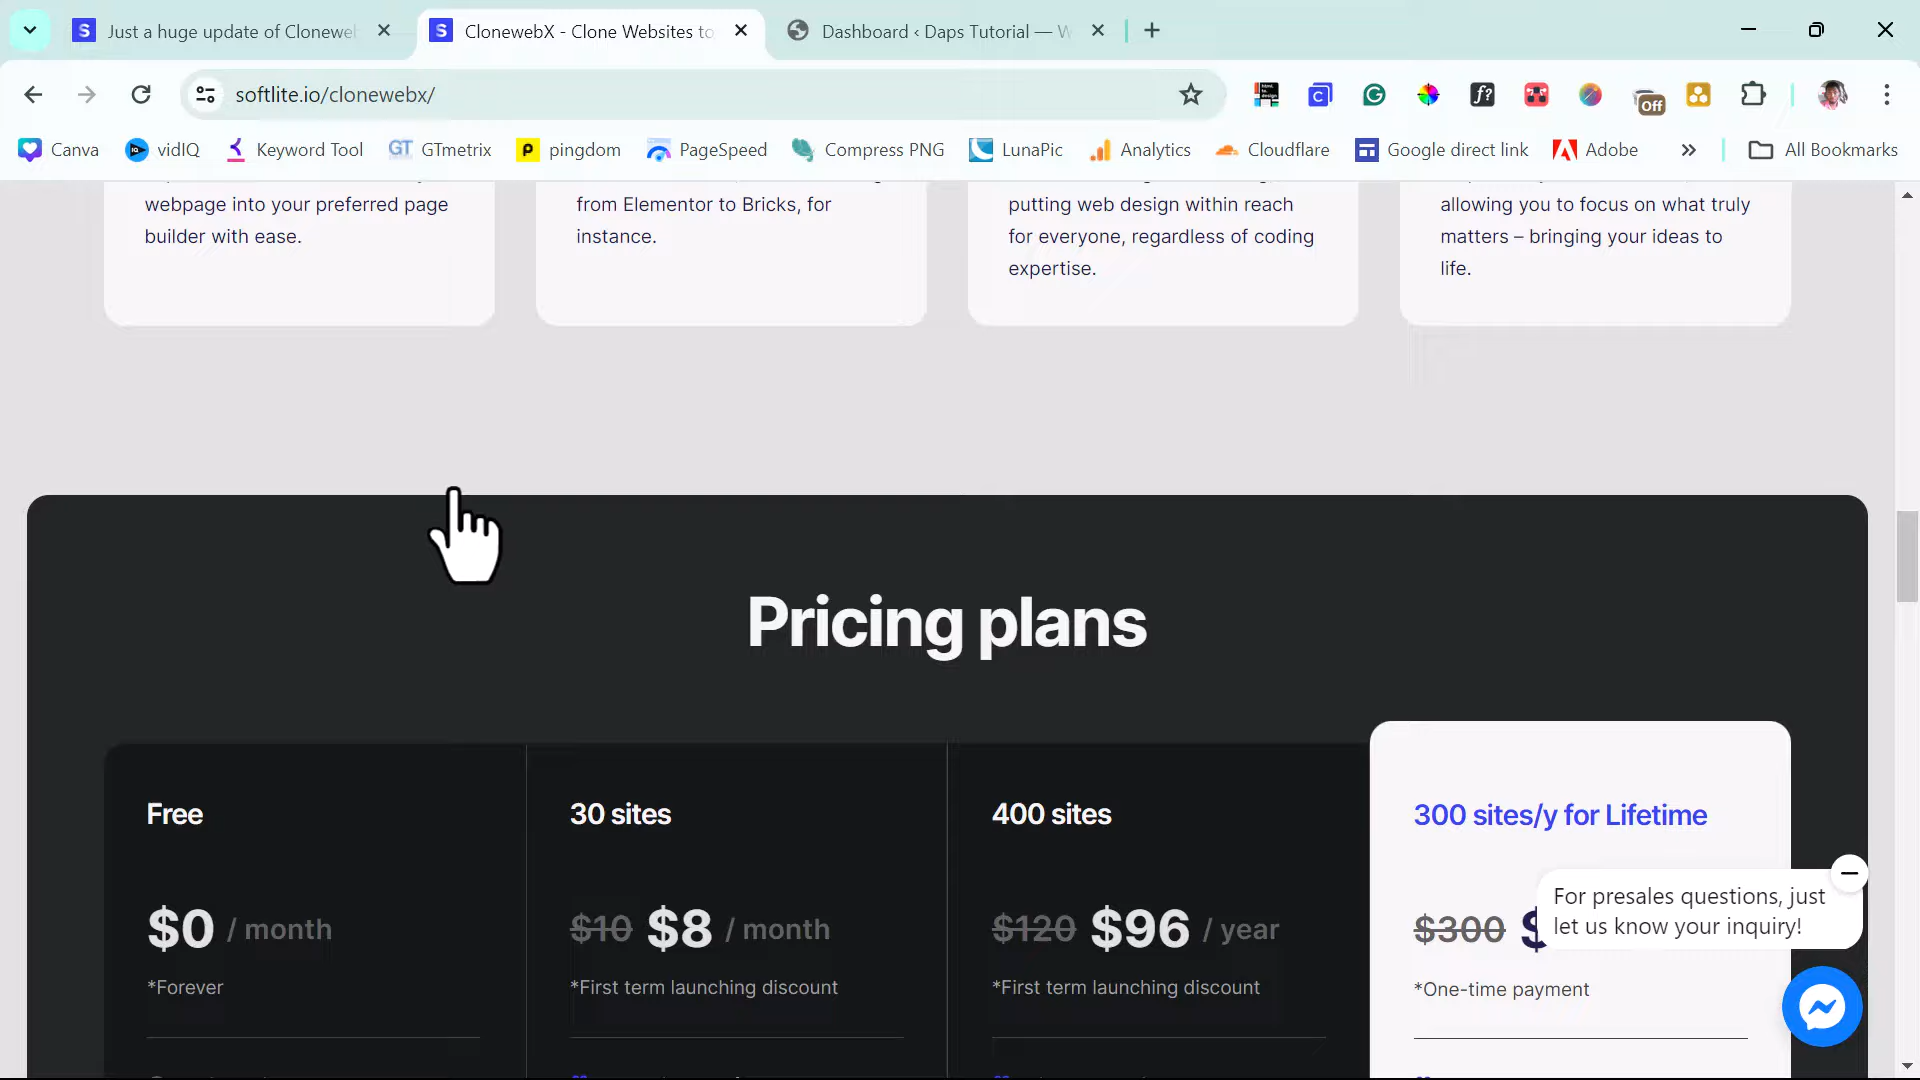 Just a huge update of Cloneweb
ClonewebX - Clone Websites to
Dashboard ‹ Daps Tutorial — W
softlite.io/clonewebx/
Off
Canva
vidIQ
Keyword Tool
GTmetrix
pingdom
PageSpeed
Compress PNG
LunaPic
Analytics
Cloudflare
Google direct link
Adobe
All Bookmarks
webpage into your preferred page
builder with ease.
from Elementor to Bricks, for
instance.
putting web design within reach
for everyone, regardless of coding
expertise.
allowing you to focus on what truly
matters – bringing your ideas to
life.
Pricing plans
Free
$0 / month
*Forever
30 sites
$10 $8 / month
*First term launching discount
400 sites
$120 $96 / year
*First term launching discount
300 sites/y for Lifetime
$300 $
*One-time payment
For presales questions, just
let us know your inquiry!